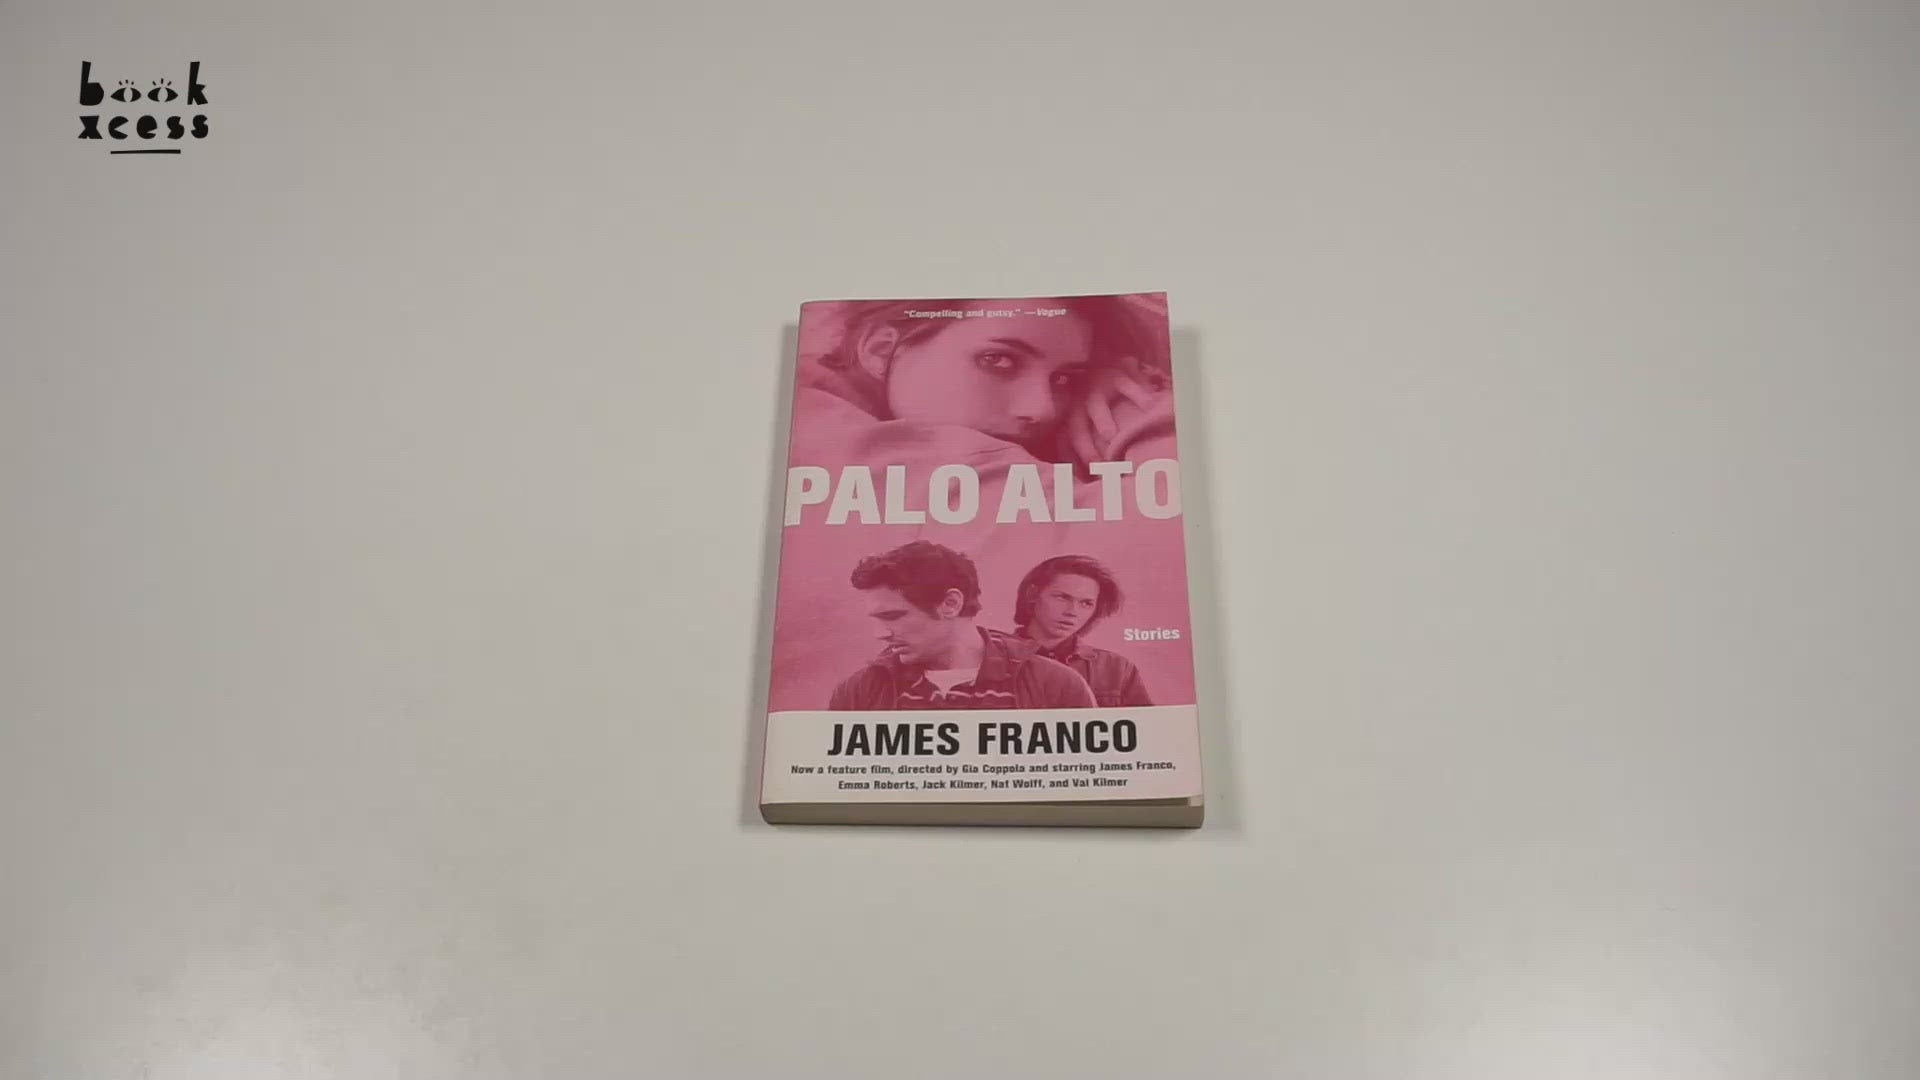 book
xcess
"Compelling and gutsy." —Vogue
PALO ALTO
Stories
JAMES FRANCO
Now a feature film, directed by Gia Coppola and starring James Franco,
Emma Roberts, Jack Kilmer, Nat Wolff, and Val Kilmer